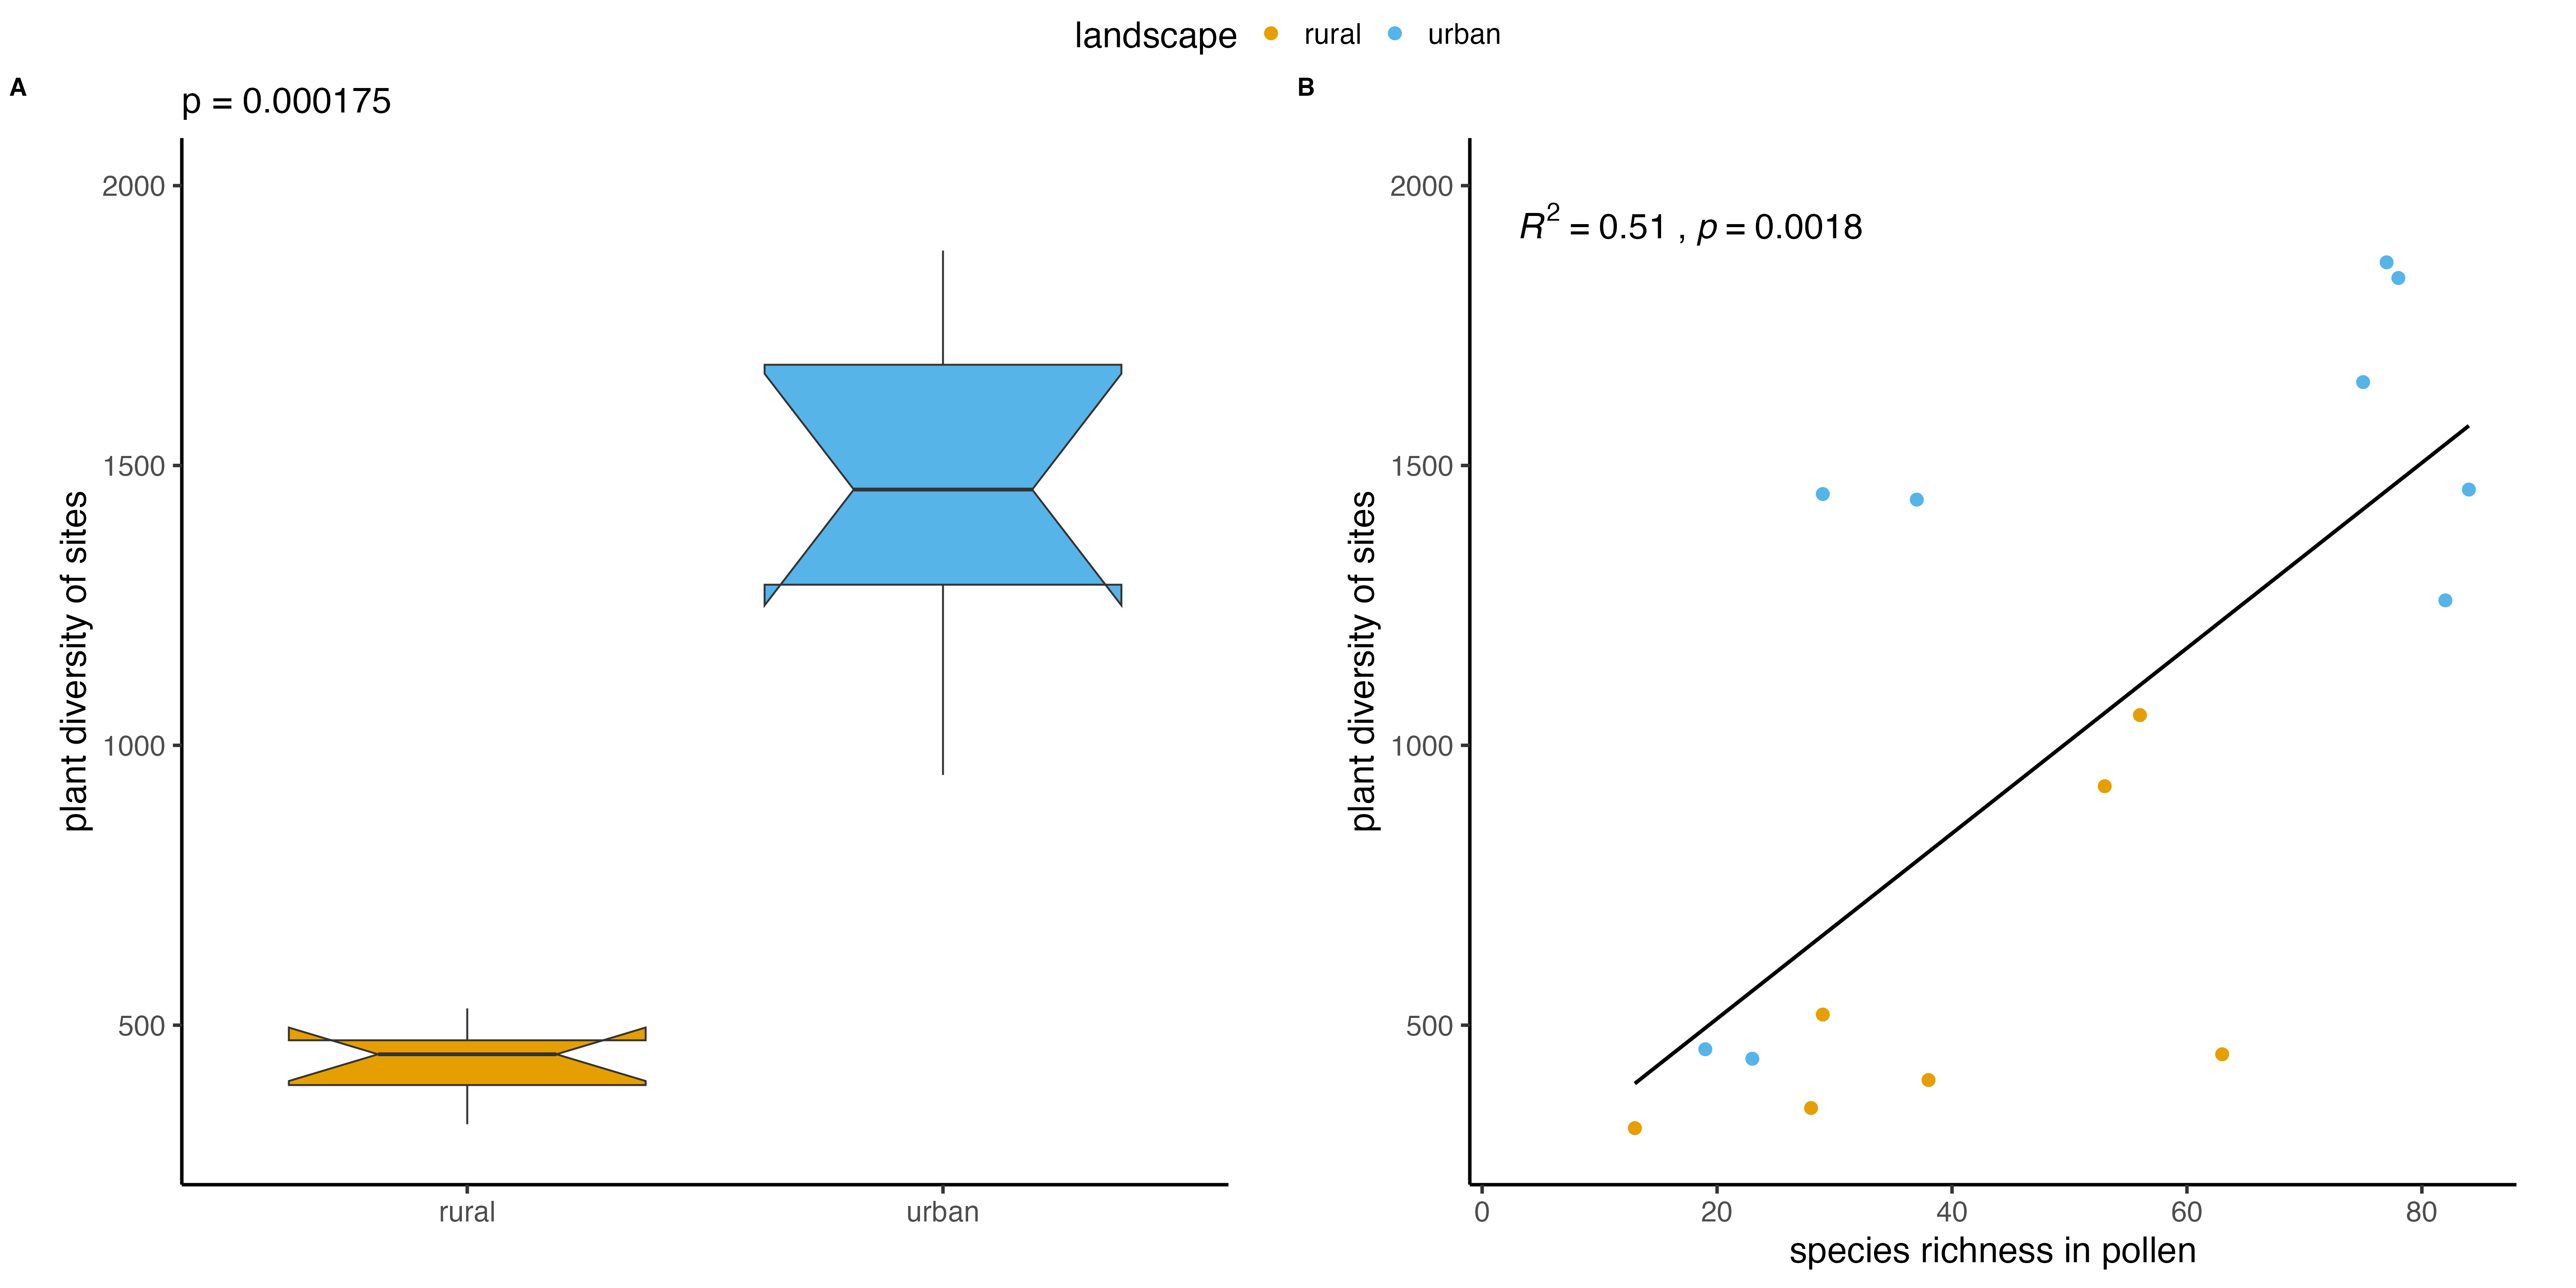 landscape rural urban
A
p = 0.000175
2000
1500
1000
500
plant diversity of sites
rural urban
B
R² = 0.51 , p = 0.0018
2000
1500
1000
500
plant diversity of sites
0 20 40 60 80
species richness in pollen